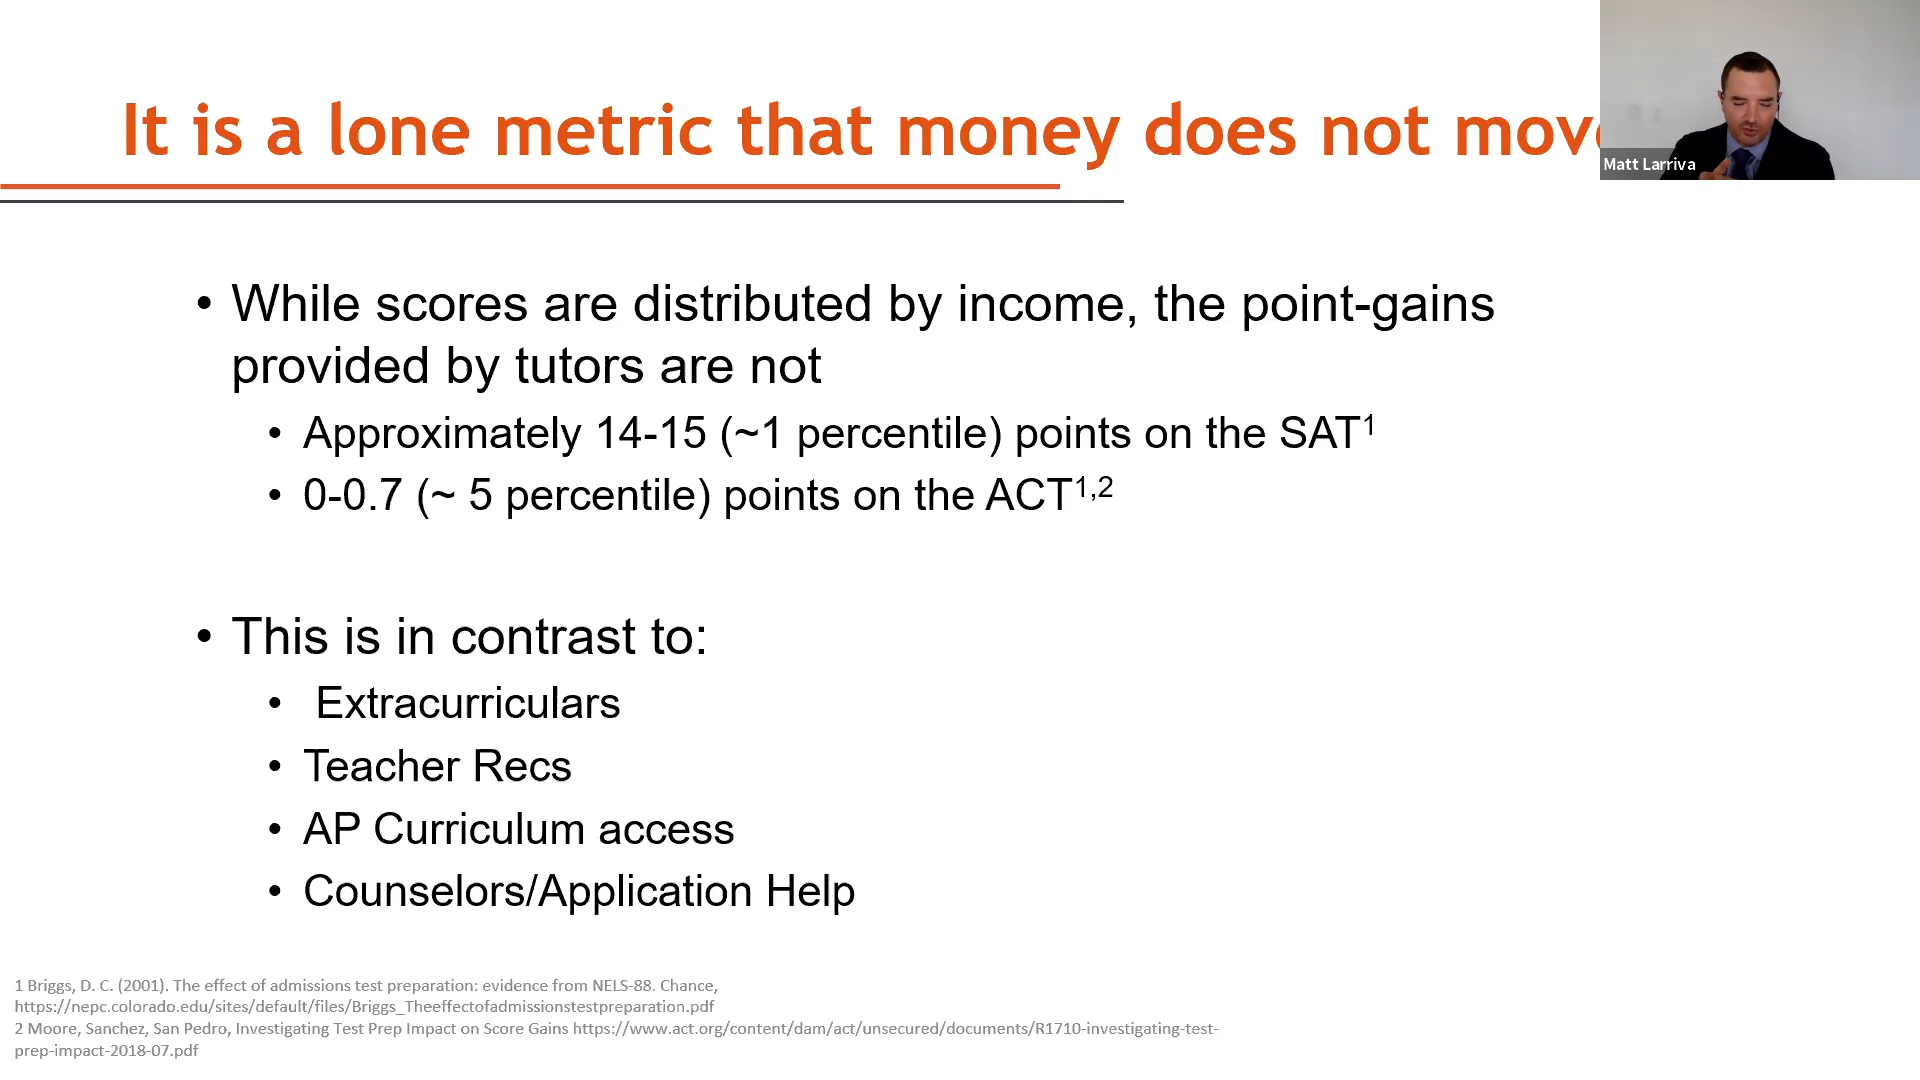 It is a lone metric that money does not move
Matt Larriva
• While scores are distributed by income, the point-gains
provided by tutors are not
• Approximately 14-15 (~1 percentile) points on the SAT1
• 0-0.7 (~ 5 percentile) points on the ACT1,2
• This is in contrast to:
• Extracurriculars
• Teacher Recs
• AP Curriculum access
• Counselors/Application Help
1 Briggs, D. C. (2001). The effect of admissions test preparation: evidence from NELS-88. Chance,
https://nepc.colorado.edu/sites/default/files/Briggs_Theeffectofadmissionstestpreparation.pdf
2 Moore, Sanchez, San Pedro, Investigating Test Prep Impact on Score Gains https://www.act.org/content/dam/act/unsecured/documents/R1710-investigating-test-
prep-impact-2018-07.pdf